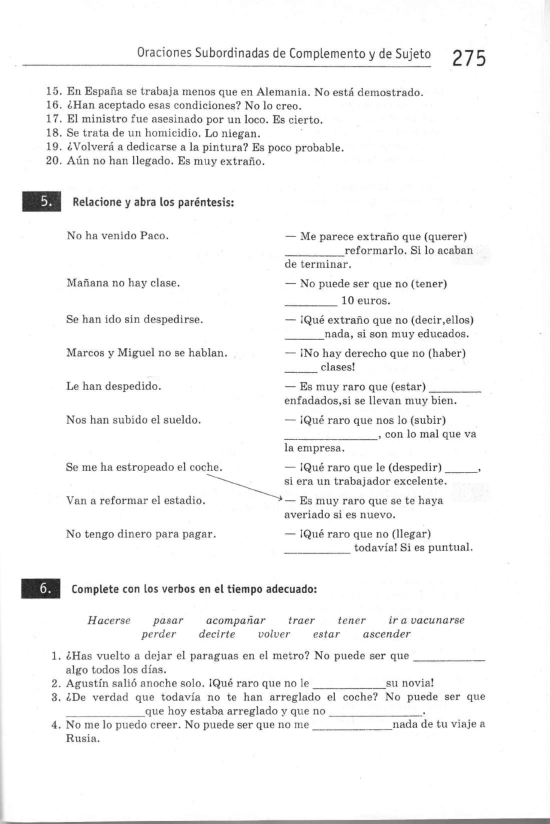 Oraciones Subordinadas de Complemento y de Sujeto 275
15. En España se trabaja menos que en Alemania. No está demostrado.
16. ¿Han aceptado esas condiciones? No lo creo.
17. El ministro fue asesinado por un loco. Es cierto.
18. Se trata de un homicidio. Lo niegan.
19. ¿Volverá a dedicarse a la pintura? Es poco probable.
20. Aún no han llegado. Es muy extraño.
5. Relacione y abra los paréntesis:
No ha venido Paco.
— Me parece extraño que (querer)
_________ reformarlo. Si lo acaban
de terminar.
Mañana no hay clase.
— No puede ser que no (tener)
________ 10 euros.
Se han ido sin despedirse.
— ¡Qué extraño que no (decir,ellos)
______nada, si son muy educados.
Marcos y Miguel no se hablan.
— ¡No hay derecho que no (haber)
_____ clases!
Le han despedido.
— Es muy raro que (estar) ________
enfadados,si se llevan muy bien.
Nos han subido el sueldo.
— ¡Qué raro que nos lo (subir)
______________, con lo mal que va
la empresa.
Se me ha estropeado el coche.
— ¡Qué raro que le (despedir) _____,
si era un trabajador excelente.
Van a reformar el estadio.
— Es muy raro que se te haya
averiado si es nuevo.
No tengo dinero para pagar.
— ¡Qué raro que no (llegar)
__________ todavía! Si es puntual.
6. Complete con los verbos en el tiempo adecuado:
Hacerse pasar acompañar traer tener ir a vacunarse
perder decirte volver estar ascender
1. ¿Has vuelto a dejar el paraguas en el metro? No puede ser que ___________
algo todos los días.
2. Agustín salió anoche solo. ¡Qué raro que no le ___________su novia!
3. ¿De verdad que todavía no te han arreglado el coche? No puede ser que
____________que hoy estaba arreglado y que no ______________.
4. No me lo puedo creer. No puede ser que no me ____________nada de tu viaje a
Rusia.